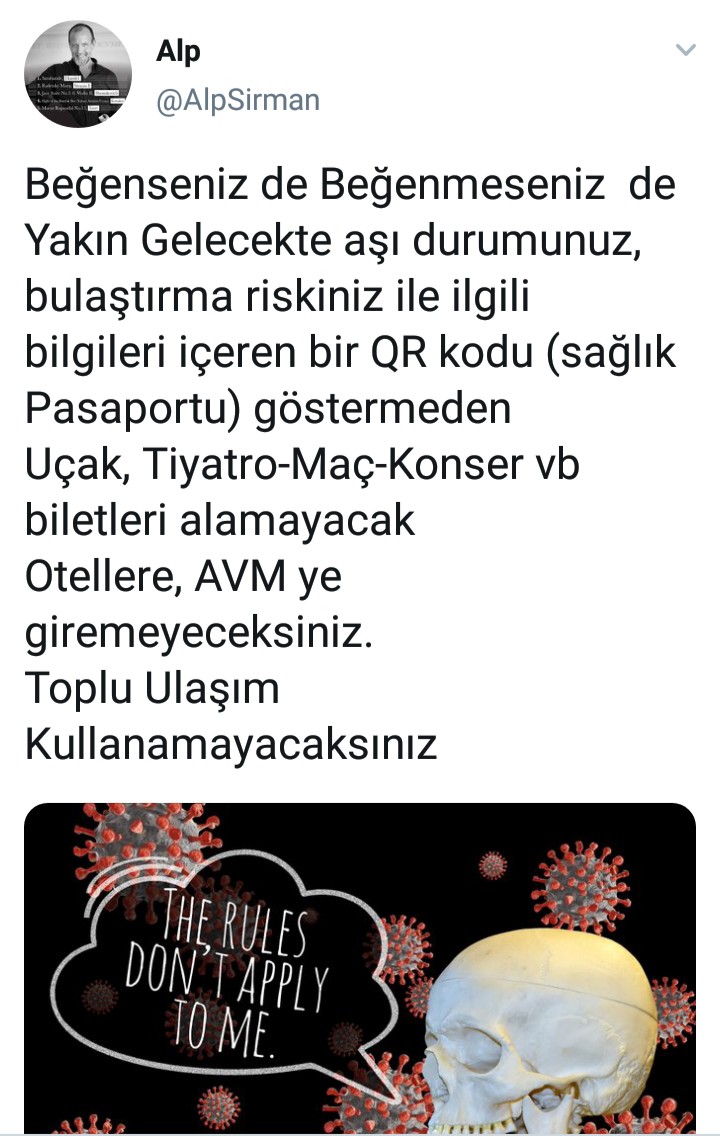 Alp
@AlpSirman
Beğenseniz de Beğenmeseniz  de
Yakın Gelecekte aşı durumunuz,
bulaştırma riskiniz ile ilgili
bilgileri içeren bir QR kodu (sağlık
Pasaportu) göstermeden
Uçak, Tiyatro-Maç-Konser vb
biletleri alamayacak
Otellere, AVM ye
giremeyeceksiniz.
Toplu Ulaşım
Kullanamayacaksınız
THE RULES
DON'T APPLY
TO ME.